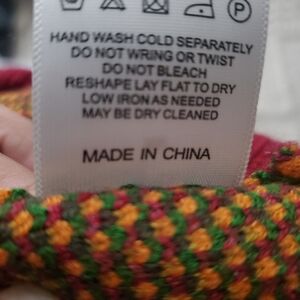 HAND WASH COLD SEPARATELY
DO NOT WRING OR TWIST
DO NOT BLEACH
RESHAPE LAY FLAT TO DRY
LOW IRON AS NEEDED
MAY BE DRY CLEANED
MADE IN CHINA